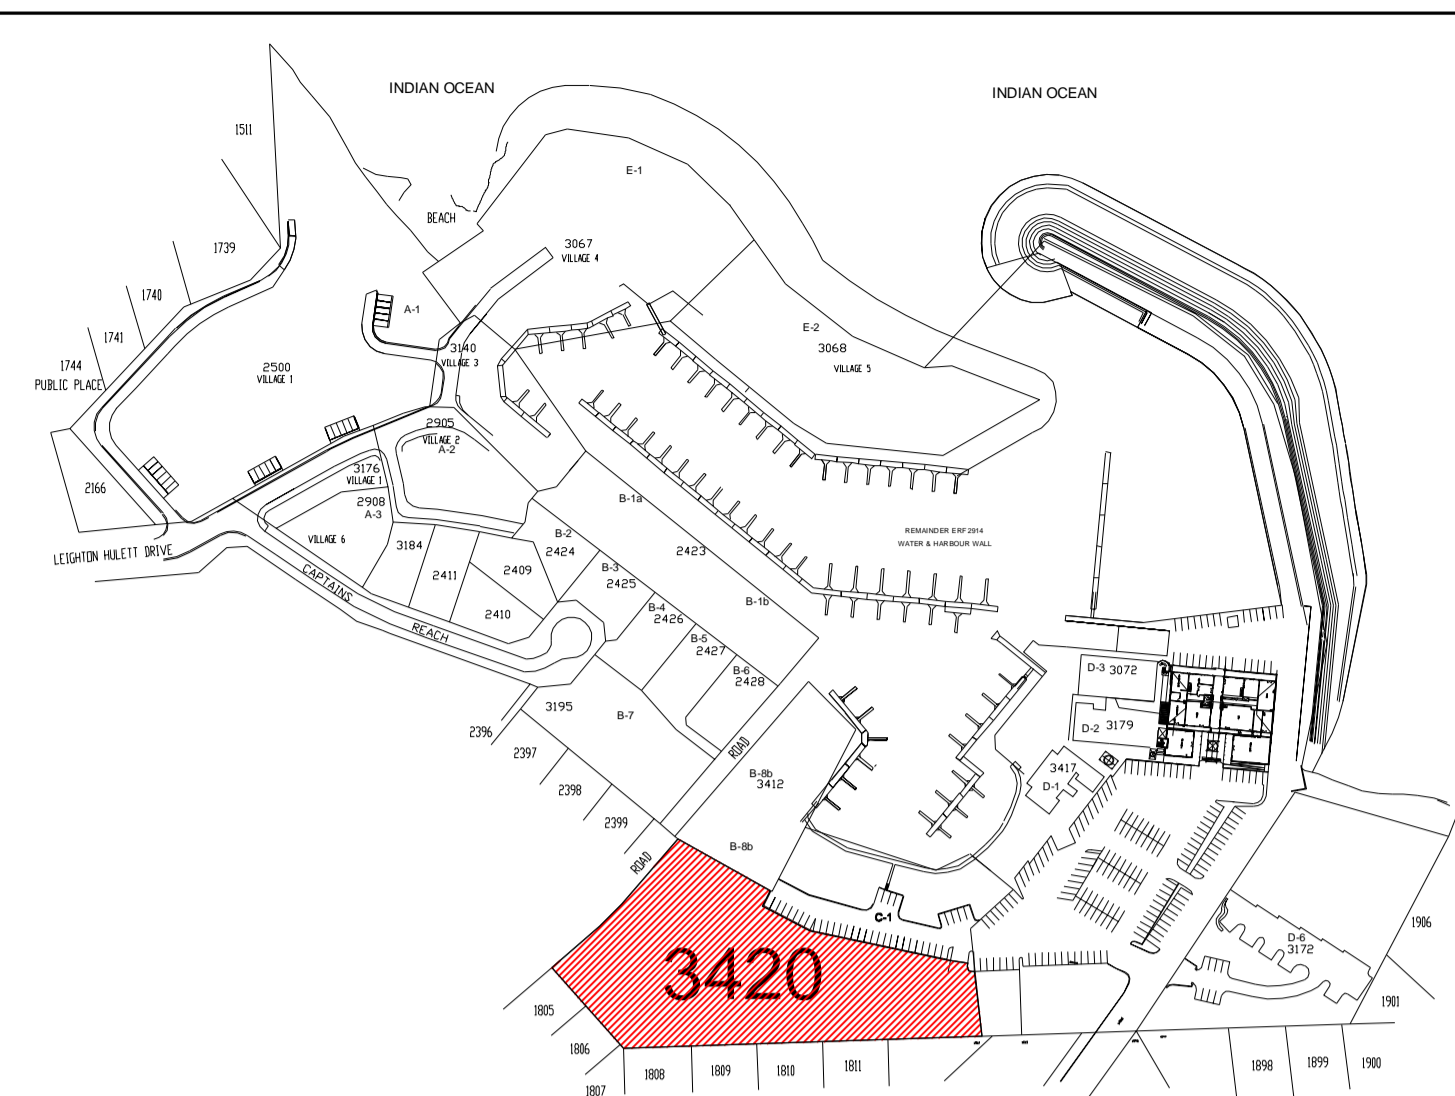 INDIAN OCEAN
INDIAN OCEAN
1511
E-1
BEACH
1739
3067
VILLAGE 4
1740
A-1
1741
E-2
3068
VILLAGE 5
3140
VILLAGE 3
1744
PUBLIC PLACE
2500
VILLAGE 1
2905
VILLAGE 2
A-2
3176
VILLAGE 1
2166
2908
A-3
B-1a
VILLAGE 6
LEIGHTON HULETT DRIVE
3184
2411
2409
B-2
2424
2423
REMAINDER ERF 2914
WATER & HARBOUR WALL
B-3
2425
CAPTAINS
REACH
2410
B-4
2426
B-1b
B-5
2427
B-6
2428
D-3 3072
3195
B-7
2396
2397
ROAD
D-2 3179
3417
D-1
B-8b
3412
2398
2399
B-8b
ROAD
C-1
1906
D-6
3172
3420
1805
1901
1806
1807
1808
1809
1810
1811
1898
1899
1900